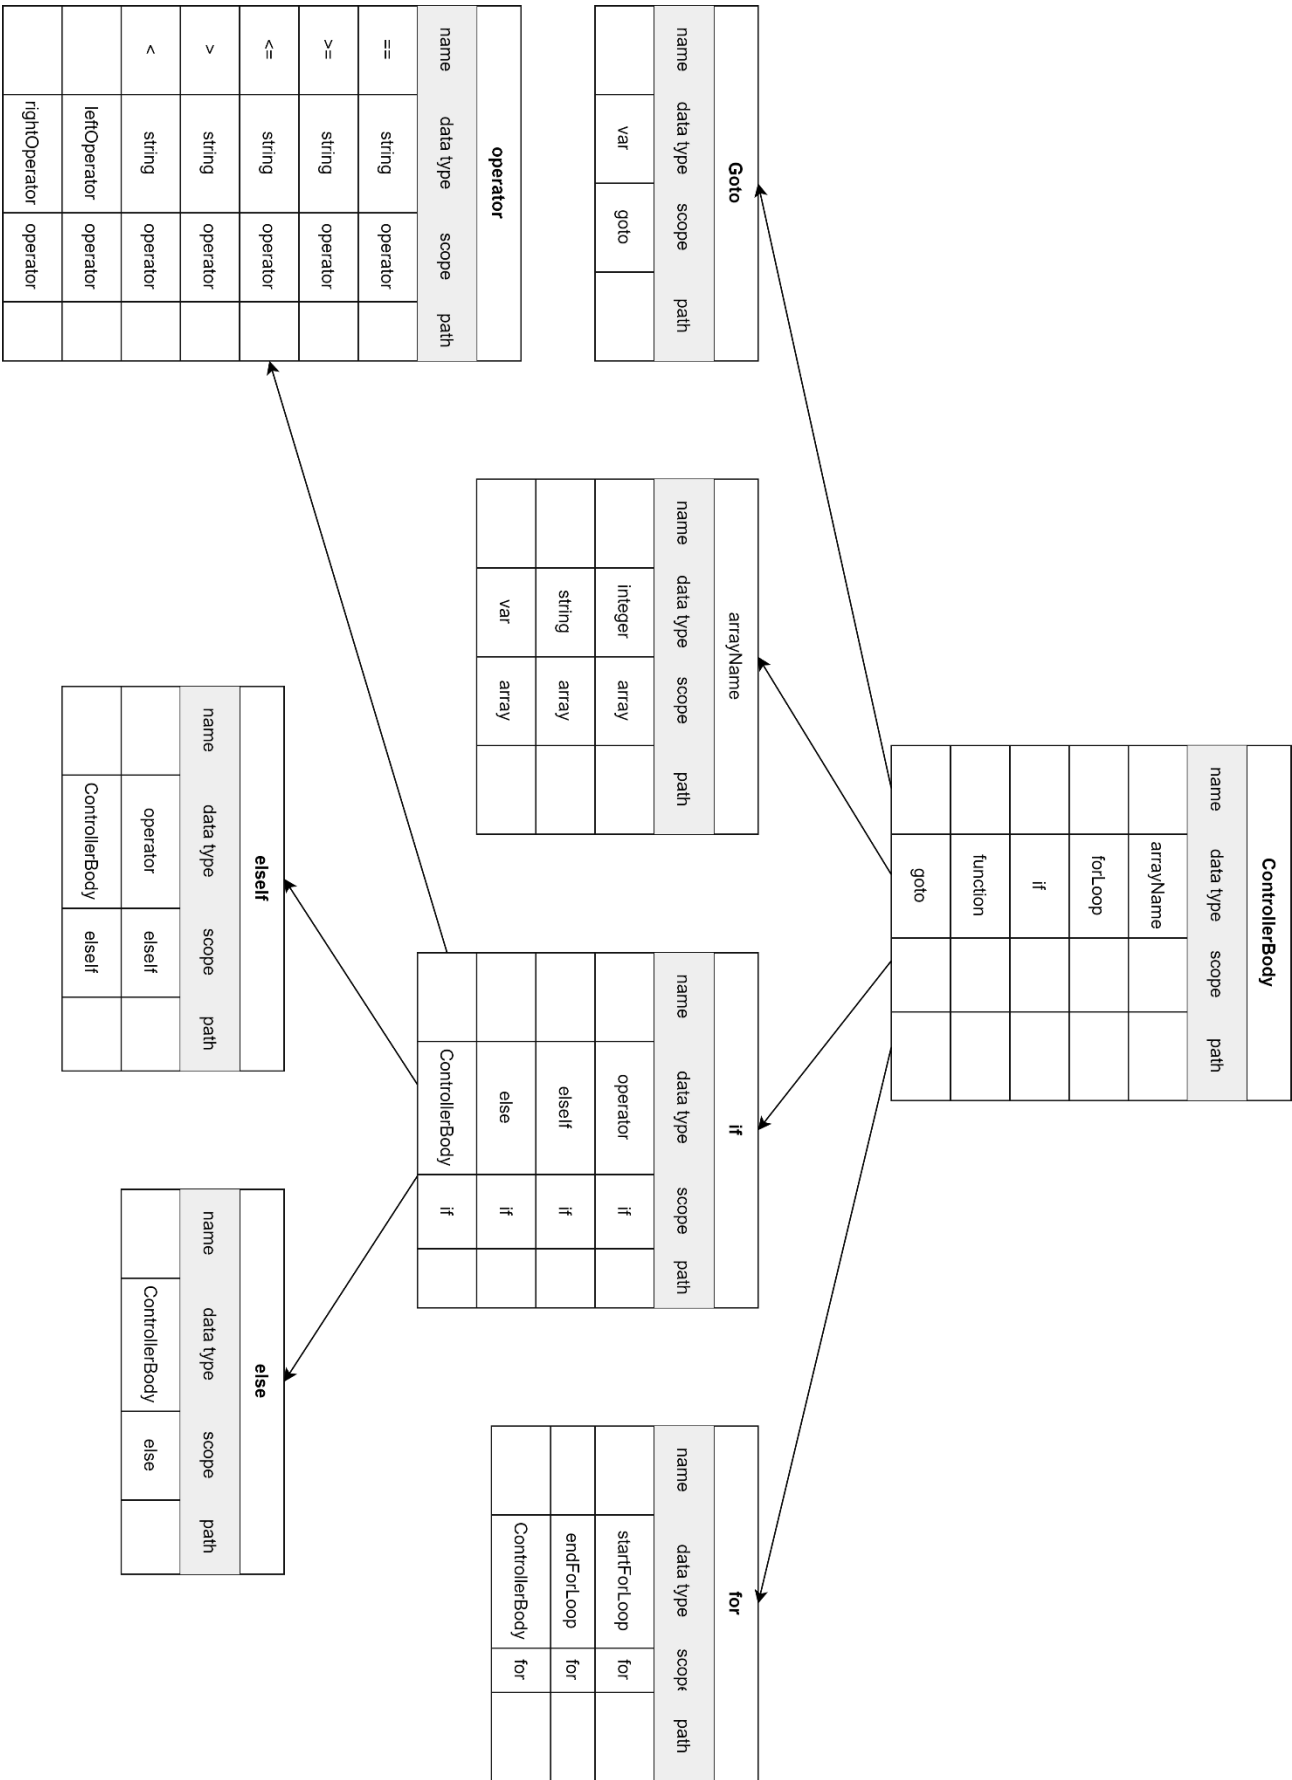 ControllerBody
name data type scope path
arrayName
forLoop
if
function
goto
Goto
name data type scope path
var goto
arrayName
name data type scope path
integer array
string array
var array
if
name data type scope path
operator if
elseIf if
else if
ControllerBody if
for
name data type scope path
startForLoop for
endForLoop for
ControllerBody for
operator
name data type scope path
== string operator
>= string operator
<= string operator
> string operator
< string operator
leftOperator operator
rightOperator operator
elseIf
name data type scope path
operator elseIf
ControllerBody elseIf
else
name data type scope path
ControllerBody else